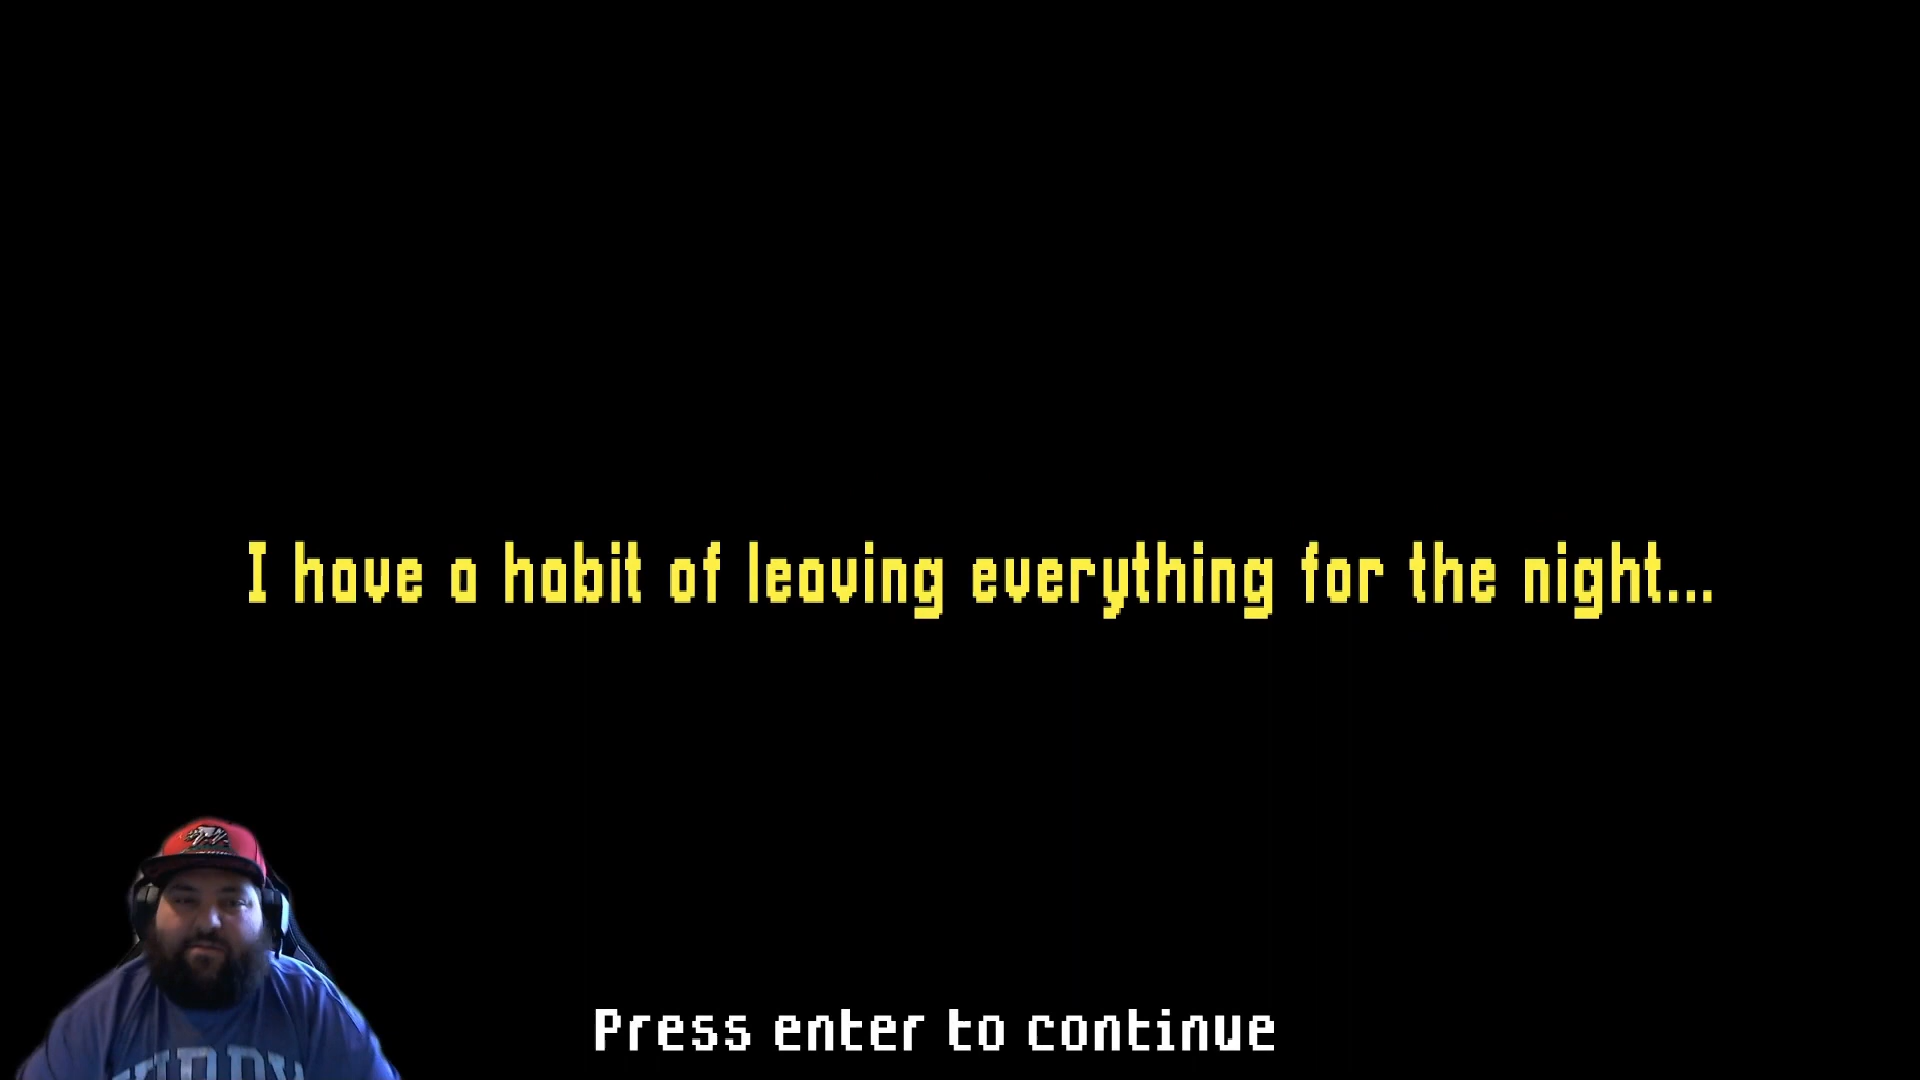 I have a habit of leaving everything for the night...
Press enter to continue